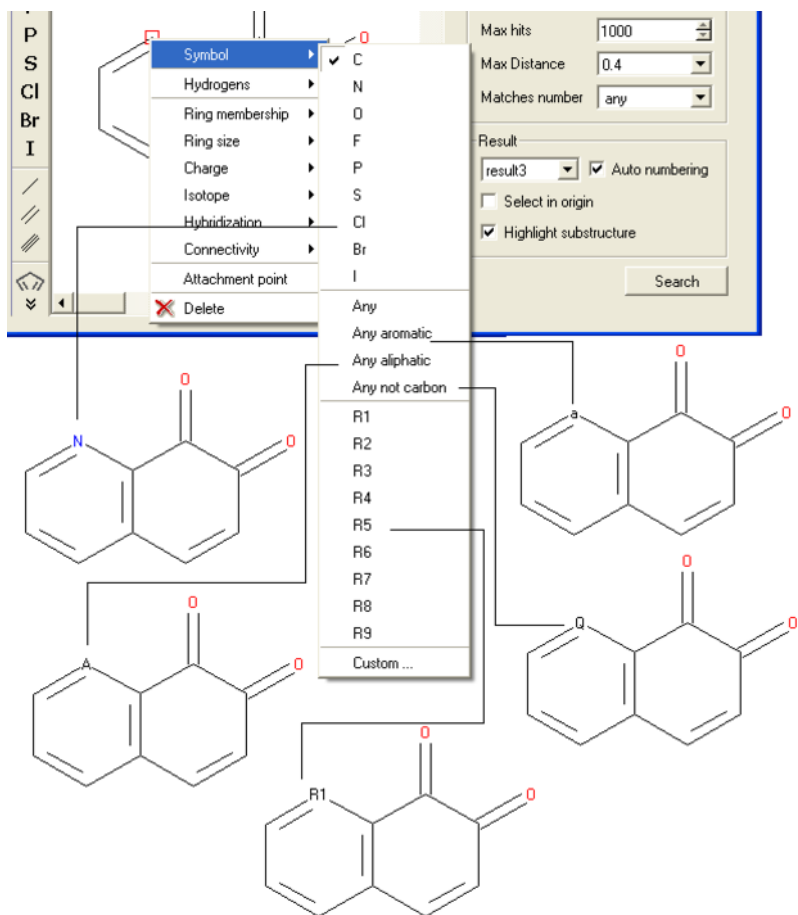 P
S
Cl
Br
I
O
Symbol
Hydrogens
Ring membership
Ring size
Charge
Isotope
Hybridization
Connectivity
Attachment point
Delete
C
N
O
F
P
S
Cl
Br
I
Any
Any aromatic
Any aliphatic
Any not carbon
R1
R2
R3
R4
R5
R6
R7
R8
R9
Custom ...
Max hits 1000
Max Distance 0.4
Matches number any
Result
result3 Auto numbering
Select in origin
Highlight substructure
Search
O
N O
O
a O
O
A O
O
Q O
O
R1 O